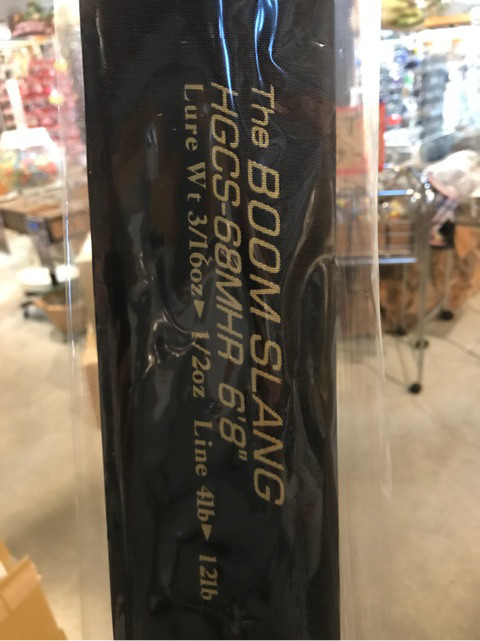 The BOOM SLANG
HGCS-68MHR 6'8"
Lure Wt 3/16oz▶1/2oz Line 4lb▶12lb